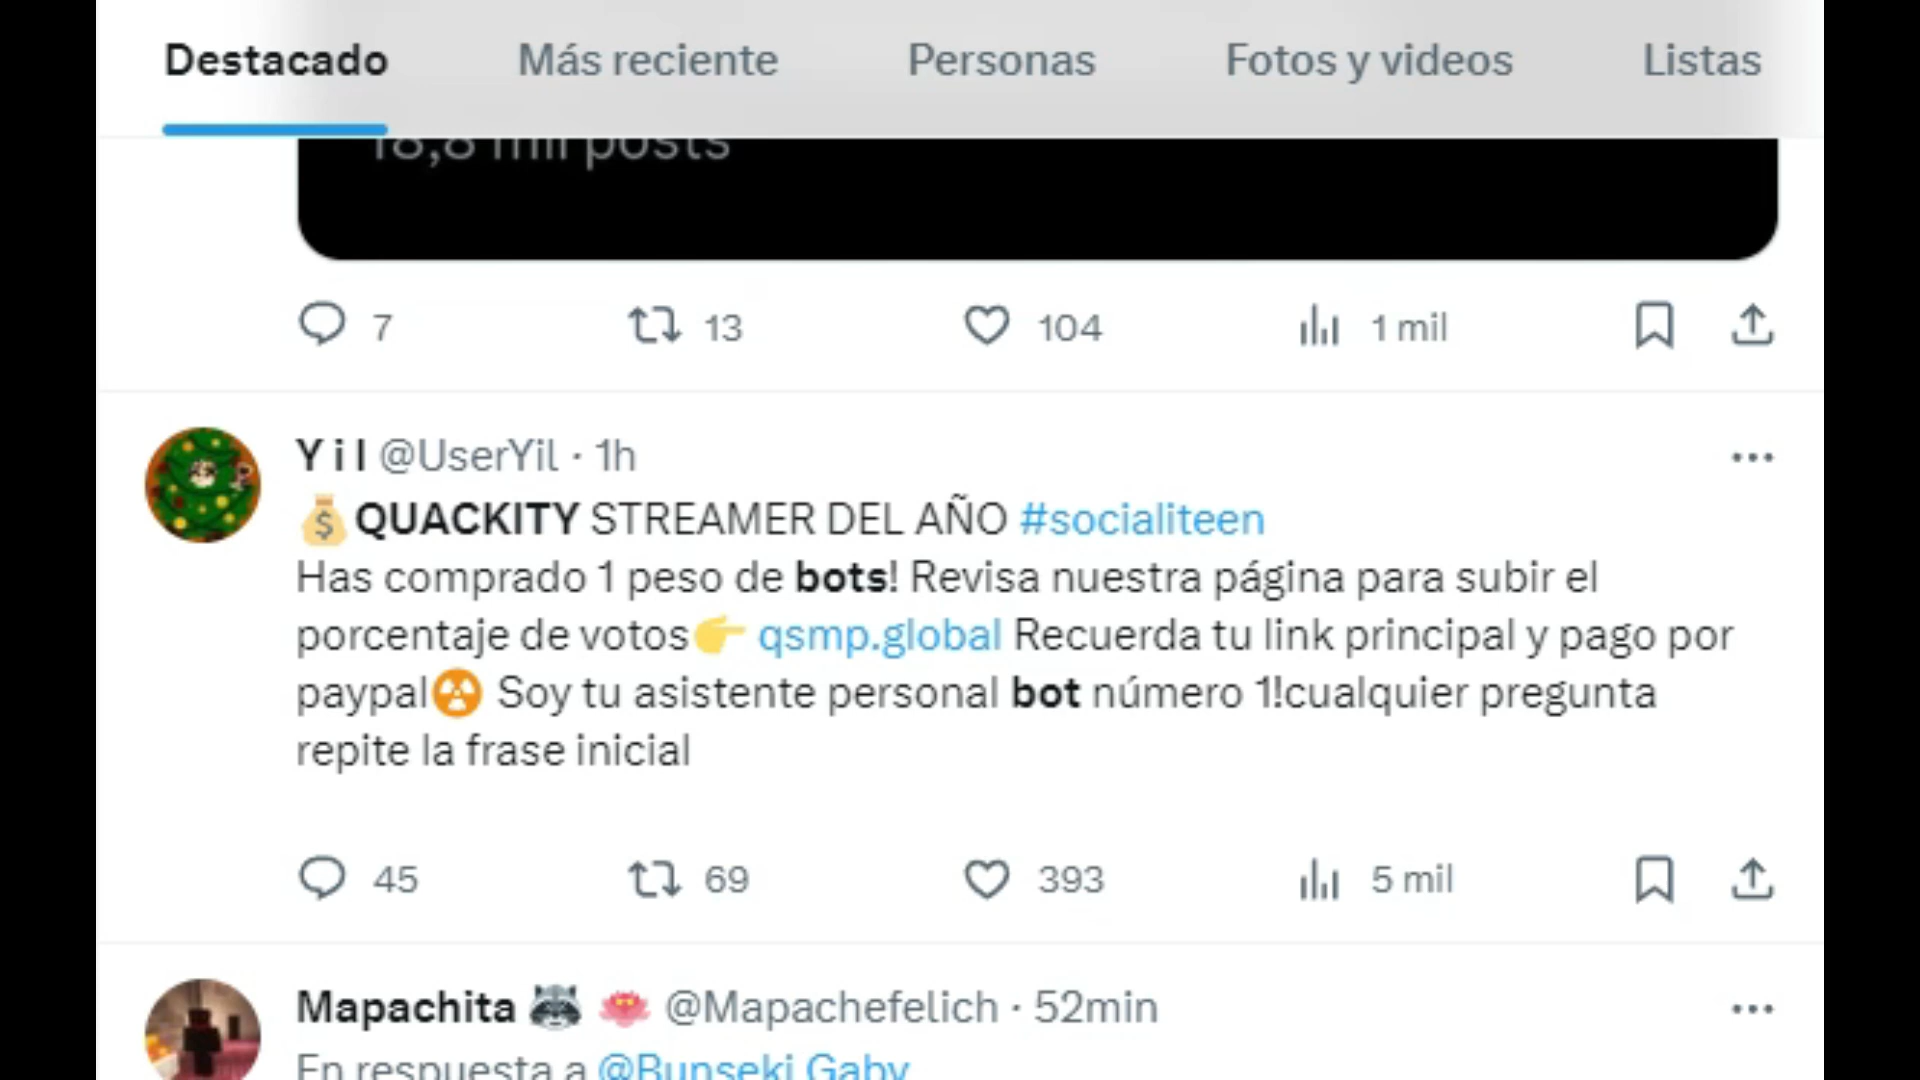 Destacado Más reciente Personas Fotos y videos Listas
18,8 mil posts
7 13 104 1 mil
Y i l @UserYil · 1h
💰QUACKITY STREAMER DEL AÑO #socialiteen
Has comprado 1 peso de bots! Revisa nuestra página para subir el
porcentaje de votos👉 qsmp.global Recuerda tu link principal y pago por
paypal☢️ Soy tu asistente personal bot número 1!cualquier pregunta
repite la frase inicial
45 69 393 5 mil
Mapachita 🦝 🪷 @Mapachefelich · 52min
En respuesta a @Bunseki_Gaby